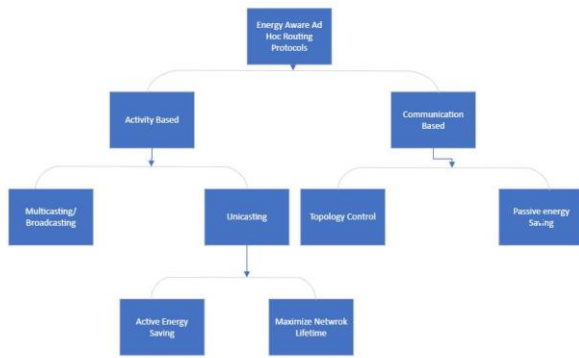 Energy Aware Ad
Hoc Routing
Protocols
Activity Based
Communication
Based
Multicasting/
Broadcasting
Unicasting
Topology Control
Passive energy
Saving
Active Energy
Saving
Maximize Netwrok
Lifetime